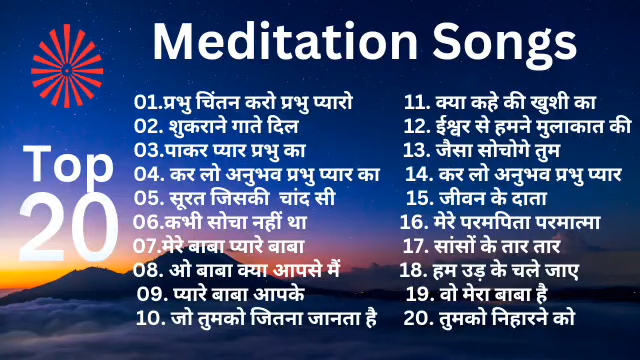 Meditation Songs
Top
20
01.प्रभु चिंतन करो प्रभु प्यारो
02. शुकराने गाते दिल
03.पाकर प्यार प्रभु का
04. कर लो अनुभव प्रभु प्यार का
05. सूरत जिसकी चांद सी
06.कभी सोचा नहीं था
07.मेरे बाबा प्यारे बाबा
08. ओ बाबा क्या आपसे मैं
09. प्यारे बाबा आपके
10. जो तुमको जितना जानता है
11. क्या कहे की खुशी का
12. ईश्वर से हमने मुलाकात की
13. जैसा सोचोगे तुम
14. कर लो अनुभव प्रभु प्यार
15. जीवन के दाता
16. मेरे परमपिता परमात्मा
17. सांसों के तार तार
18. हम उड़ के चले जाए
19. वो मेरा बाबा है
20. तुमको निहारने को